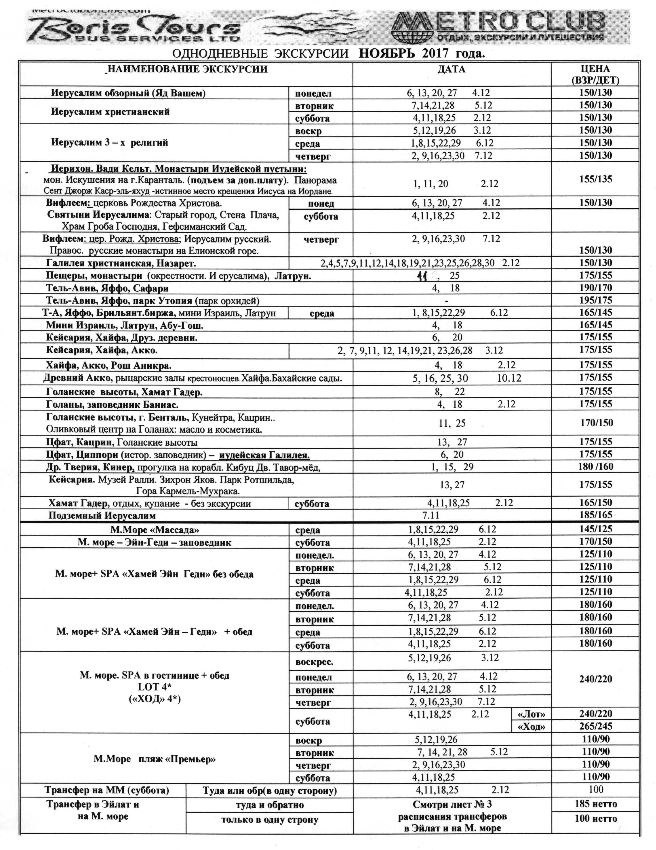 Boris Tours
BUS SERVICES LTD
METRO CLUB
ОТДЫХ, ЭКСКУРСИИ И ПУТЕШЕСТВИЯ
ОДНОДНЕВНЫЕ ЭКСКУРСИИ НОЯБРЬ 2017 года.
НАИМЕНОВАНИЕ ЭКСКУРСИИ ДАТА ЦЕНА
(ВЗР/ДЕТ)
Иерусалим обзорный (Яд Вашем) понедел 6, 13, 20, 27 4.12 150/130
Иерусалим христианский вторник 7,14,21,28 5.12 150/130
суббота 4,11,18,25 2.12 150/130
Иерусалим 3 – х религий воскр 5,12,19,26 3.12 150/130
среда 1,8,15,22,29 6.12 150/130
четверг 2, 9,16,23,30 7.12 150/130
Иерихон. Вади Кельт. Монастыри Иудейской пустыни:
мон. Искушения на г.Каранталь. (подъем за доп.плату). Панорама 155/135
Сент Джорж Каср-эль-яхуд -истинное место крещения Иисуса на Иордане. 1, 11, 20 2.12
Вифлеем: церковь Рождества Христова. понед 6, 13, 20, 27 4.12 150/130
Святыни Иерусалима: Старый город, Стена Плача, суббота 4,11,18,25 2.12
Храм Гроба Господня, Гефсиманский Сад.
Вифлеем: цер. Рожд. Христова; Иерусалим русский. четверг 2, 9,16,23,30 7.12
Правос. русские монастыри на Елионской горе. 150/130
Галилея христианская, Назарет. 2,4,5,7,9,11,12,14,18,19,21,23,25,26,28,30 2.12 150/130
Пещеры, монастыри (окрестности. И ерусалима), Латрун. 11, 25 175/155
Тель-Авив, Яффо, Сафари 4, 18 190/170
Тель-Авив, Яффо, парк Утопия (парк орхидей) - 195/175
Т-А, Яффо, Брильянт.биржа, мини Израиль, Латрун среда 1, 8,15,22,29 6.12 165/145
Мини Израиль, Латрун, Абу-Гош. 4, 18 165/145
Кейсария, Хайфа, Друз. деревни. 6, 20 175/155
Кейсария, Хайфа, Акко. 2, 7, 9,11, 12, 14,19,21, 23,26,28 3.12 175/155
Хайфа, Акко, Рош Аникра. 4, 18 2.12 175/155
Древний Акко, рыцарские залы крестоносцев Хайфа.Бахайские сады. 5, 16, 25, 30 10.12 175/155
Голанские высоты, Хамат Гадер. 8, 22 175/155
Голаны, заповедник Баниас. 4, 18 2.12 175/155
Голанские высоты, г. Бенталь, Кунейтра, Кацрин.. 11, 25 170/150
Оливковый центр на Голанах: масло и косметика.
Цфат, Кацрин, Голанские высоты 13, 27 175/155
Цфат, Циппори (истор. заповедник) – иудейская Галилея. 6, 20 175/155
Др. Тверия, Кинер, прогулка на корабл. Кибуц Дв. Тавор-мёд, 1, 15, 29 180 /160
Кейсария. Музей Ралли. Зихрон Яков. Парк Ротшильда, 13, 27 175/155
Гора Кармель-Мухрака.
Хамат Гадер, отдых, купание - без экскурсии суббота 4,11,18,25 2.12 165/150
Подземный Иерусалим 7.11 185/165
М.Море «Массада» среда 1,8,15,22,29 6.12 145/125
М. море – Эйн-Геди – заповедник суббота 4,11,18,25 2.12 170/150
М. море+ SPA «Хамей Эйн Геди» без обеда понедел. 6, 13, 20, 27 4.12 125/110
вторник 7,14,21,28 5.12 125/110
среда 1,8,15,22,29 6.12 125/110
суббота 4,11,18,25 2.12 125/110
М. море+ SPA «Хамей Эйн – Геди» + обед понедел. 6, 13, 20, 27 4.12 180/160
вторник 7,14,21,28 5.12 180/160
среда 1,8,15,22,29 6.12 180/160
суббота 4,11,18,25 2.12 180/160
М. море. SPA в гостинице + обед воскрес. 5,12,19,26 3.12 240/220
LOT 4* понедел 6, 13, 20, 27 4.12
(«ХОД» 4*) вторник 7,14,21,28 5.12
четверг 2, 9,16,23,30 7.12
суббота 4,11,18,25 2.12 «Лот» 240/220
«Ход» 265/245
М.Море пляж «Премьер» воскр 5,12,19,26 110/90
вторник 7, 14, 21, 28 5.12 110/90
четверг 2, 9,16,23,30 110/90
суббота 4,11,18,25 110/90
Трансфер на ММ (суббота) Туда или обр(в одну сторону) 4,11,18,25 2.12 100
Трансфер в Эйлат и туда и обратно Смотри лист № 3 185 нетто
на М. море только в одну строну расписания трансферов 100 нетто
в Эйлат и на М. море